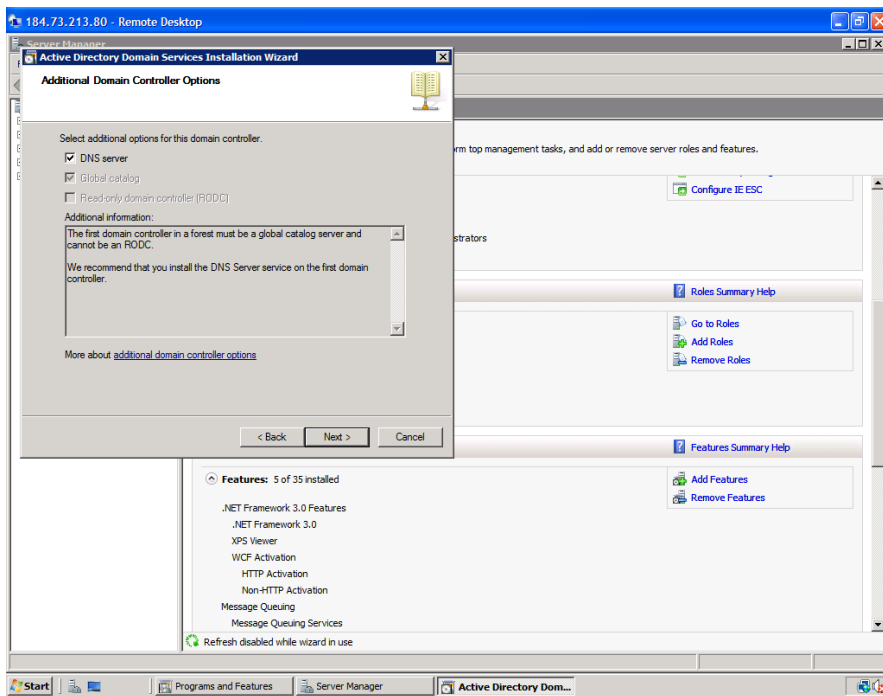 184.73.213.80 - Remote Desktop
Server Manager
Active Directory Domain Services Installation Wizard
Additional Domain Controller Options
Select additional options for this domain controller.
DNS server
Global catalog
Read-only domain controller (RODC)
Additional information:
The first domain controller in a forest must be a global catalog server and
cannot be an RODC.
We recommend that you install the DNS Server service on the first domain
controller.
More about additional domain controller options
< Back
Next >
Cancel
top management tasks, and add or remove server roles and features.
Configure IE ESC
Roles Summary Help
Go to Roles
Add Roles
Remove Roles
Features Summary Help
Features: 5 of 35 installed
Add Features
Remove Features
.NET Framework 3.0 Features
.NET Framework 3.0
XPS Viewer
WCF Activation
HTTP Activation
Non-HTTP Activation
Message Queuing
Message Queuing Services
Refresh disabled while wizard in use
Start
Programs and Features
Server Manager
Active Directory Dom...